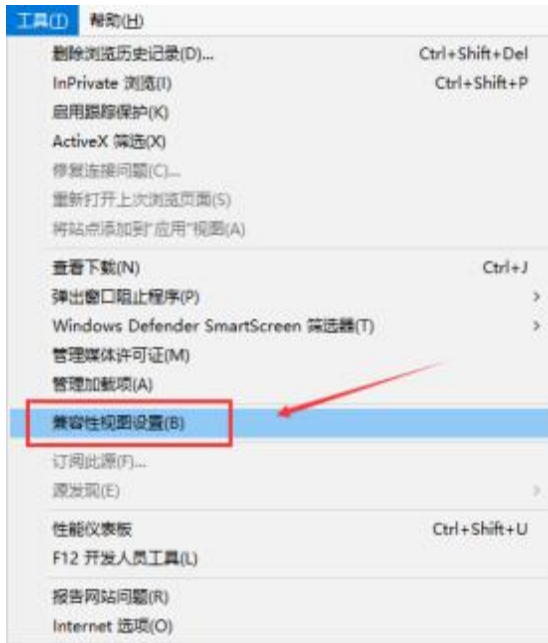 工具(T) 帮助(H)
删除浏览历史记录(D)... Ctrl+Shift+Del
InPrivate 浏览(I) Ctrl+Shift+P
启用跟踪保护(K)
ActiveX 筛选(X)
修复连接问题(C)...
重新打开上次浏览页面(S)
将站点添加到“应用”视图(A)
查看下载(N) Ctrl+J
弹出窗口阻止程序(P)
Windows Defender SmartScreen 筛选器(T)
管理媒体许可证(M)
管理加载项(A)
兼容性视图设置(B)
订阅此源(F)...
源发现(E)
性能仪表板 Ctrl+Shift+U
F12 开发人员工具(L)
报告网站问题(R)
Internet 选项(O)